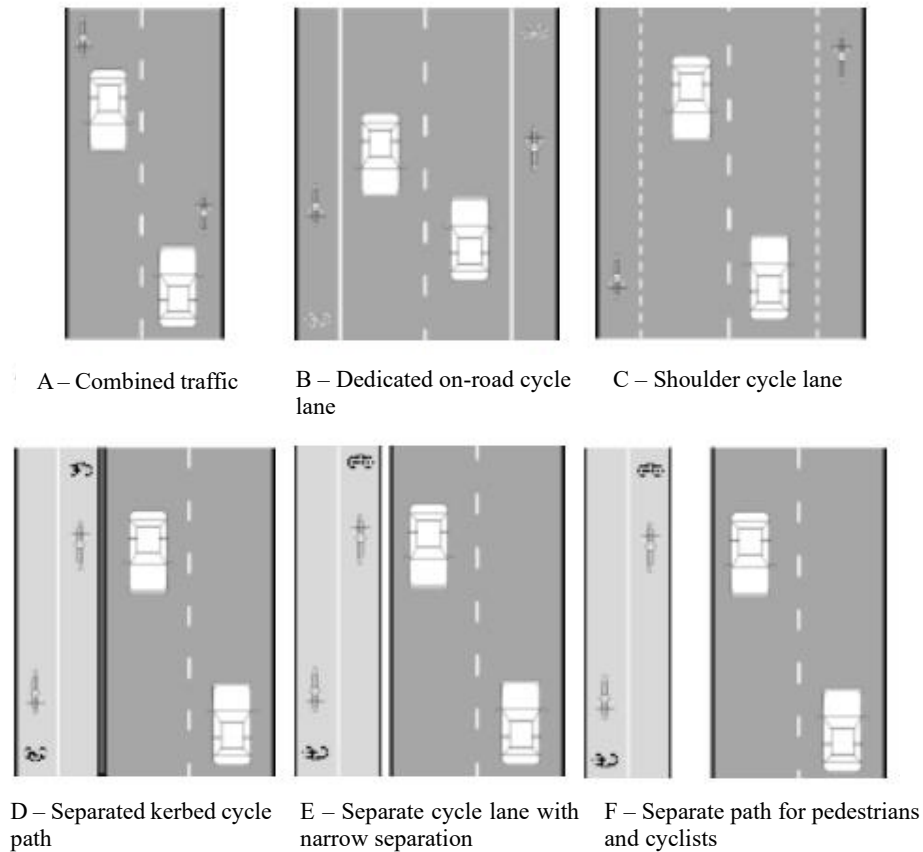 A – Combined traffic
B – Dedicated on-road cycle
lane
C – Shoulder cycle lane
D – Separated kerbed cycle
path
E – Separate cycle lane with
narrow separation
F – Separate path for pedestrians
and cyclists